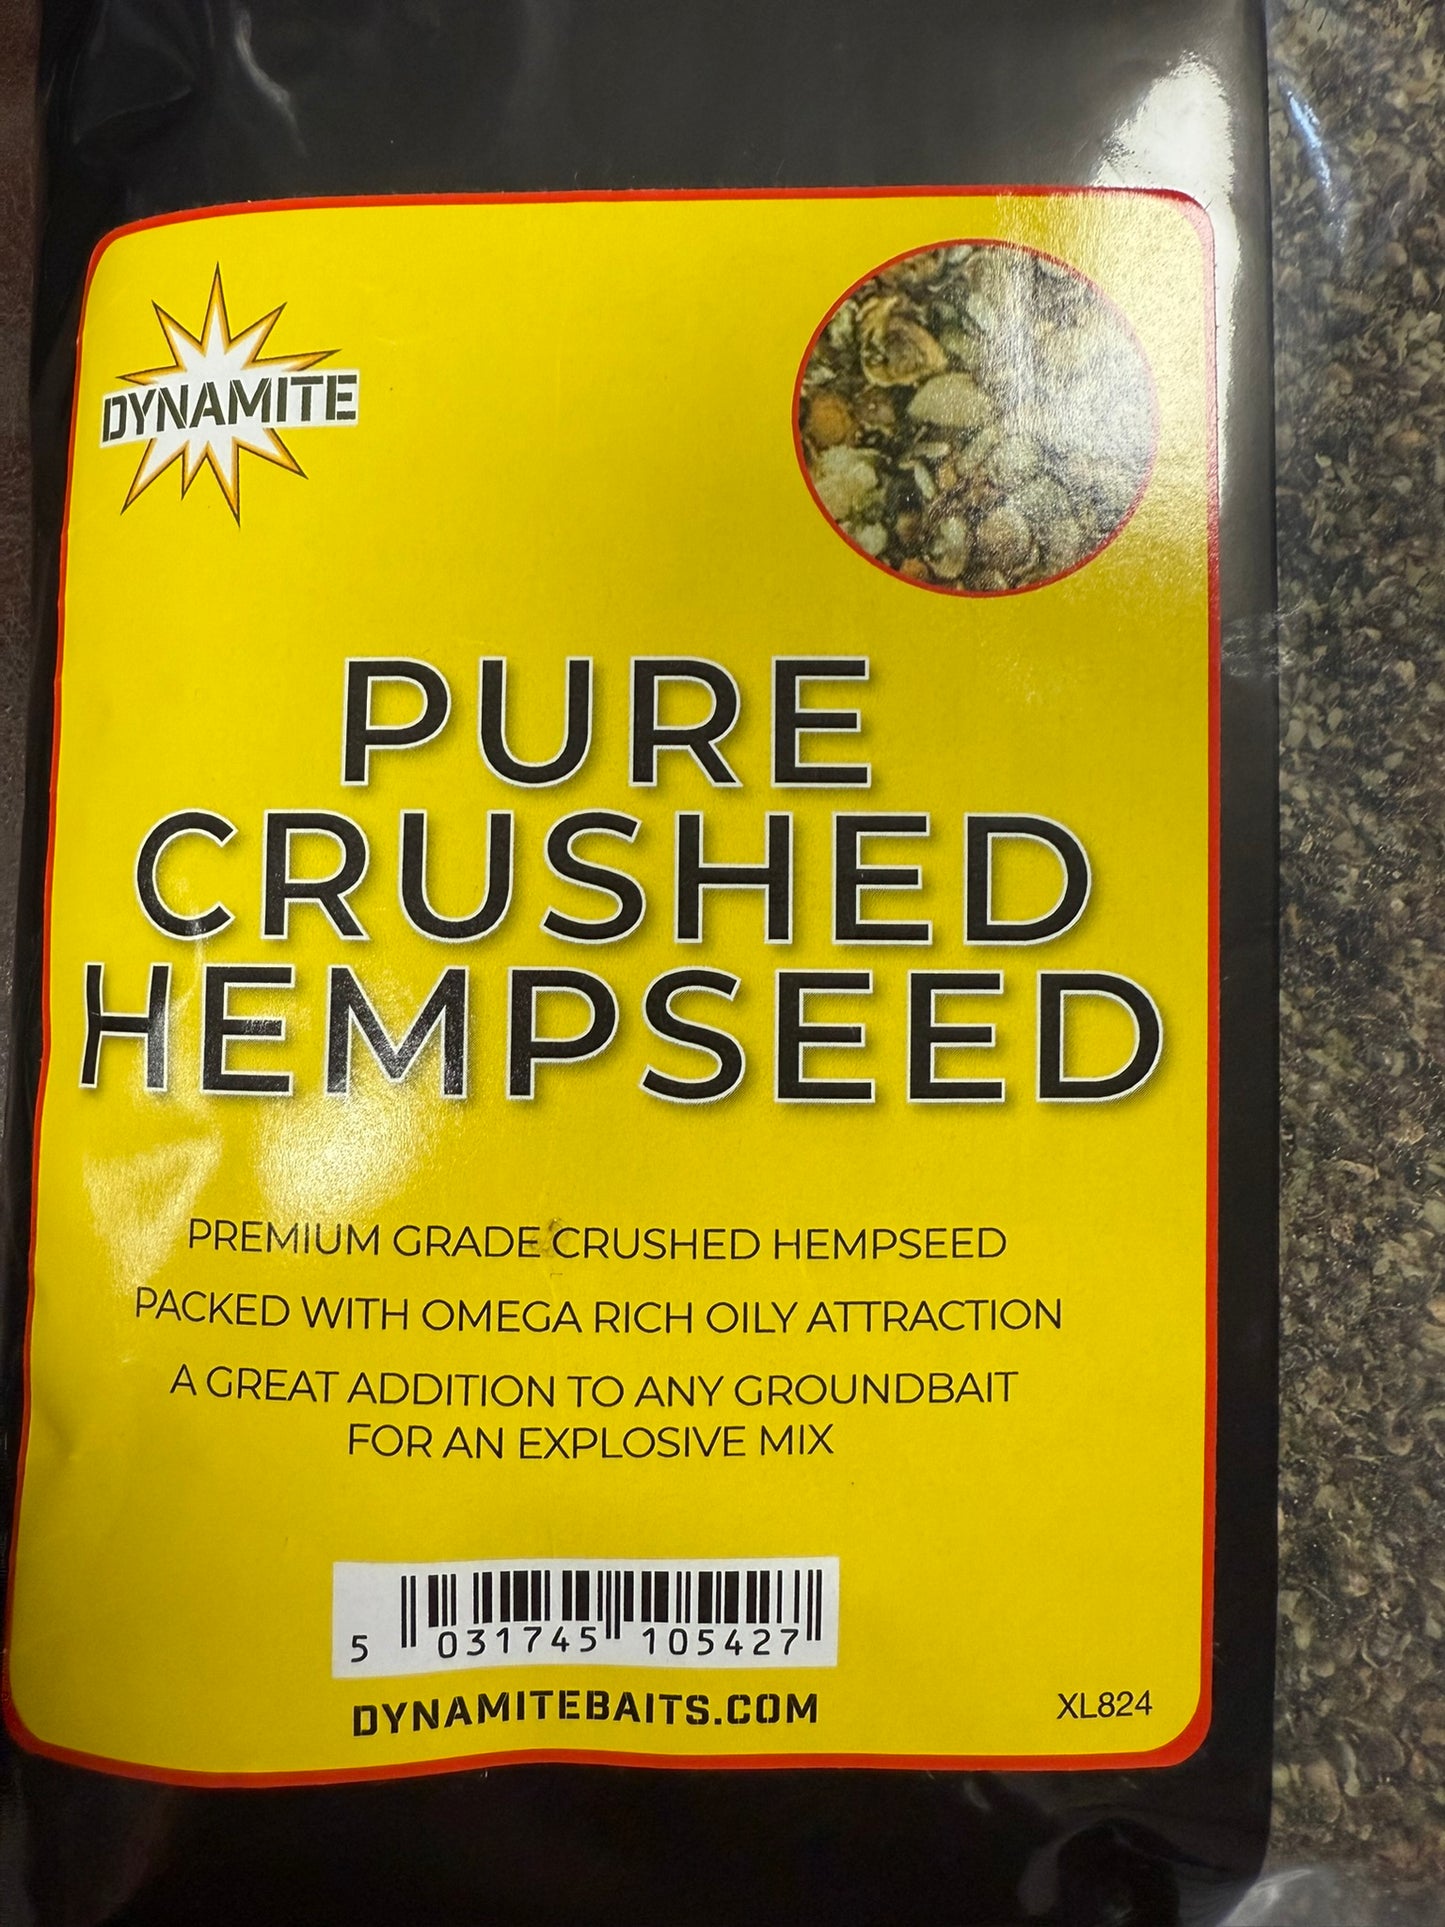 DYNAMITE
PURE
CRUSHED
HEMPSEED
PREMIUM GRADE CRUSHED HEMPSEED
PACKED WITH OMEGA RICH OILY ATTRACTION
A GREAT ADDITION TO ANY GROUNDBAIT
FOR AN EXPLOSIVE MIX
5 031745 105427
DYNAMITEBAITS.COM
XL824